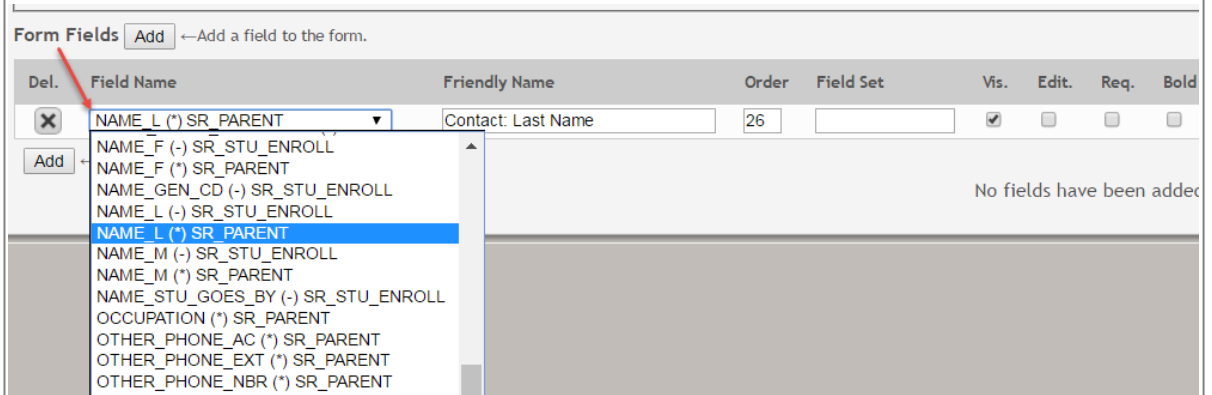 Form Fields Add ←Add a field to the form.
Del. Field Name Friendly Name Order Field Set Vis. Edit. Req. Bold
NAME_L (*) SR_PARENT Contact: Last Name 26
NAME_F (-) SR_STU_ENROLL
NAME_F (*) SR_PARENT
Add ←
NAME_GEN_CD (-) SR_STU_ENROLL
No fields have been added
NAME_L (-) SR_STU_ENROLL
NAME_L (*) SR_PARENT
NAME_M (-) SR_STU_ENROLL
NAME_M (*) SR_PARENT
NAME_STU_GOES_BY (-) SR_STU_ENROLL
OCCUPATION (*) SR_PARENT
OTHER_PHONE_AC (*) SR_PARENT
OTHER_PHONE_EXT (*) SR_PARENT
OTHER_PHONE_NBR (*) SR_PARENT